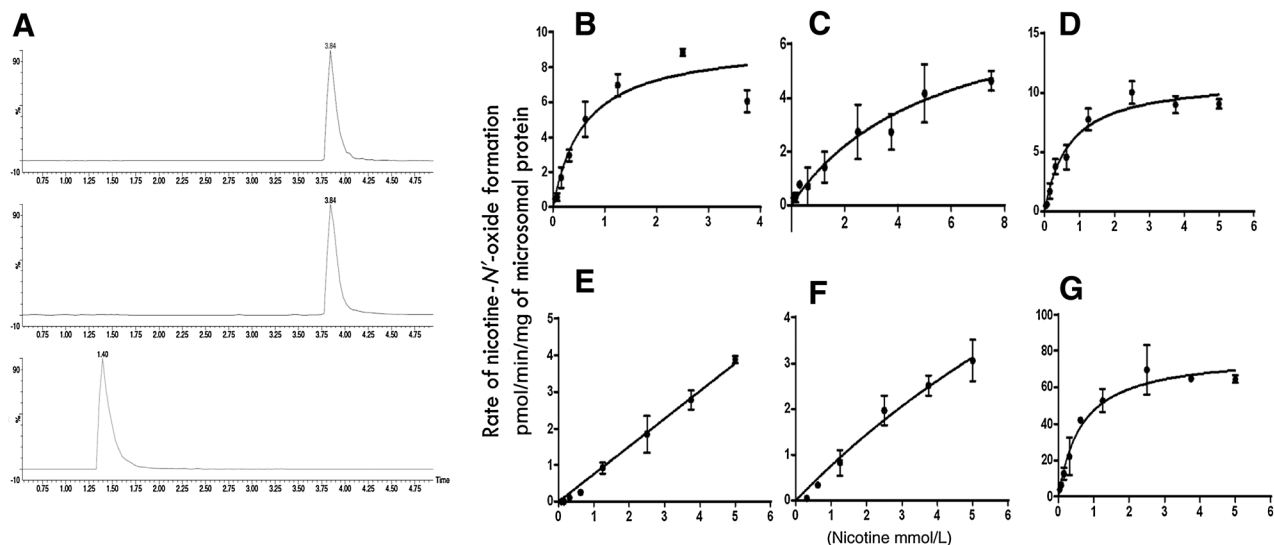 A
3.84
90
%
-10
0.75 1.00 1.25 1.50 1.75 2.00 2.25 2.50 2.75 3.00 3.25 3.50 3.75 4.00 4.25 4.50 4.75
3.84
90
%
-10
0.75 1.00 1.25 1.50 1.75 2.00 2.25 2.50 2.75 3.00 3.25 3.50 3.75 4.00 4.25 4.50 4.75
1.40
90
%
-10
Time
0.75 1.00 1.25 1.50 1.75 2.00 2.25 2.50 2.75 3.00 3.25 3.50 3.75 4.00 4.25 4.50 4.75
Rate of nicotine-N′-oxide formation
pmol/min/mg of microsomal protein
B
10
8
6
4
2
0
0 1 2 3 4
C
6
4
2
0
2 4 6 8
D
15
10
5
0
0 1 2 3 4 5 6
E
5
4
3
2
1
0
0 1 2 3 4 5 6
F
4
3
2
1
0
0 1 2 3 4 5 6
G
100
80
60
40
20
0
0 1 2 3 4 5 6
(Nicotine mmol/L)